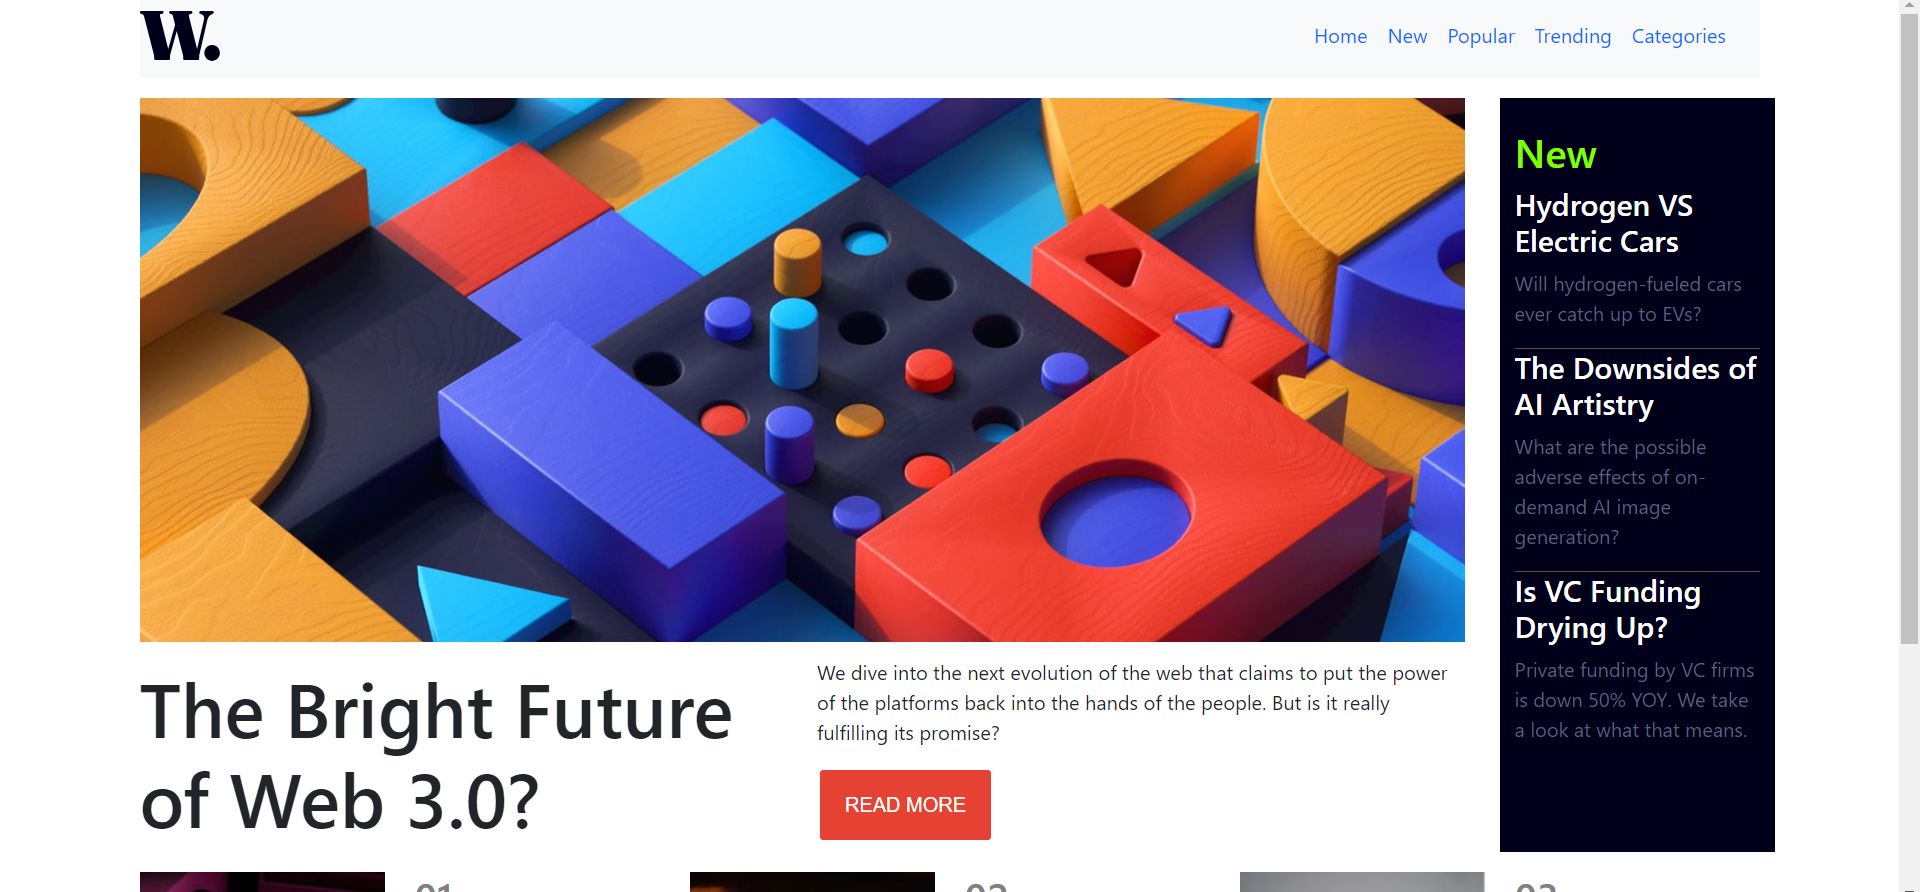 W.
Home New Popular Trending Categories
New
Hydrogen VS
Electric Cars
Will hydrogen-fueled cars
ever catch up to EVs?
The Downsides of
AI Artistry
What are the possible
adverse effects of on-
demand AI image
generation?
Is VC Funding
Drying Up?
Private funding by VC firms
is down 50% YOY. We take
a look at what that means.
The Bright Future
of Web 3.0?
We dive into the next evolution of the web that claims to put the power
of the platforms back into the hands of the people. But is it really
fulfilling its promise?
READ MORE
01 02 03